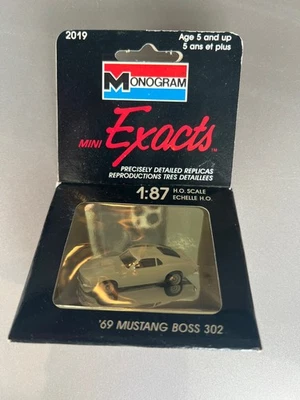 2019
Age 5 and up
5 ans et plus
MONOGRAM
MINI Exacts™
PRECISELY DETAILED REPLICAS
REPRODUCTIONS TRES DETAILLEES
1:87 H.O. SCALE
ECHELLE H.O.
'69 MUSTANG BOSS 302